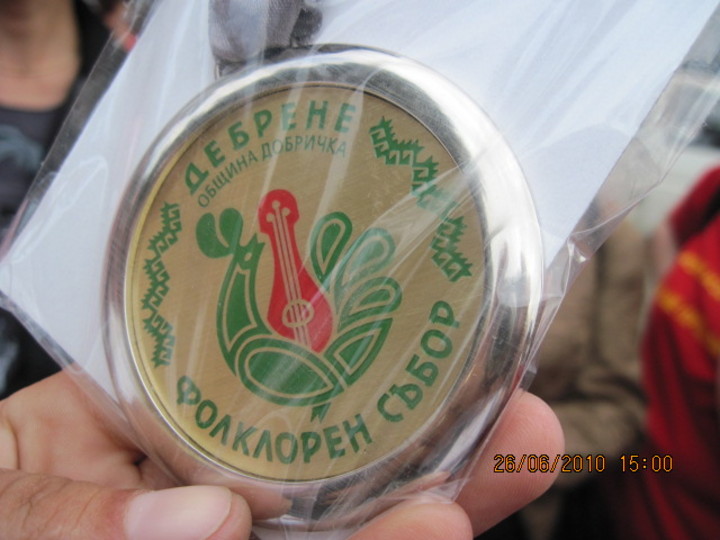 ДЕБРЕНЕ
ОБЩИНА ДОБРИЧКА
ФОЛКЛОРЕН СЪБОР
26/06/2010 15:00